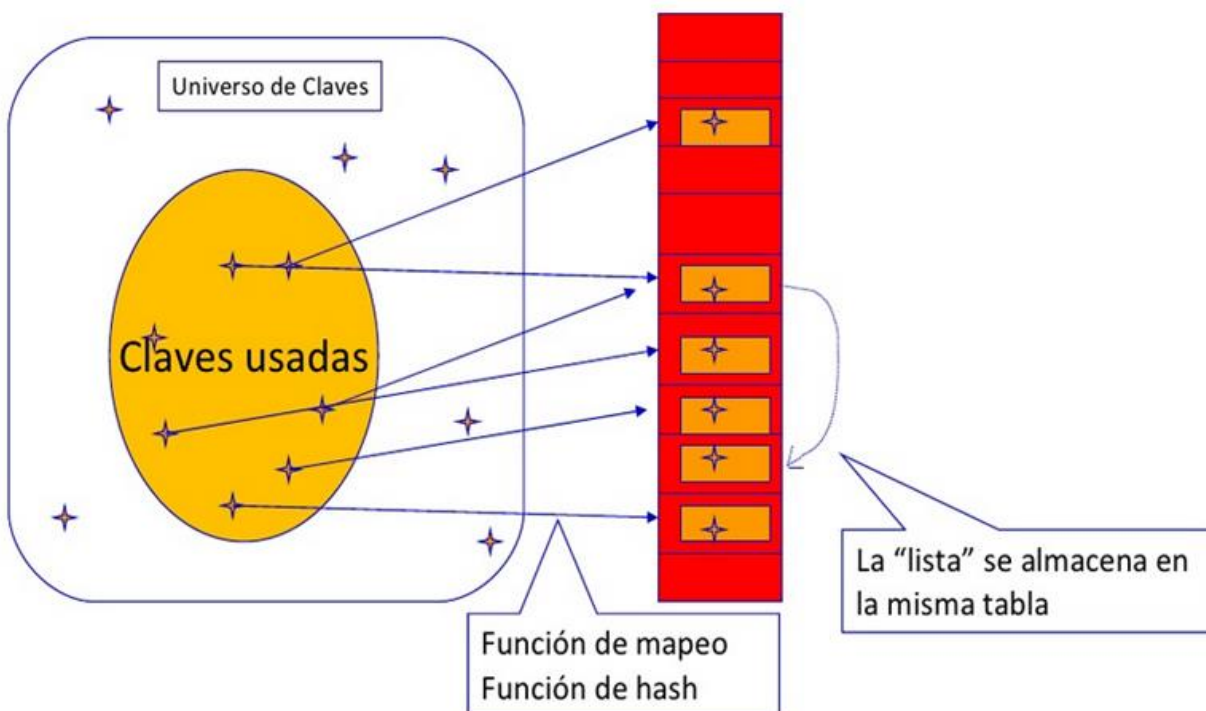 Universo de Claves
Claves usadas
Función de mapeo
Función de hash
La “lista” se almacena en
la misma tabla